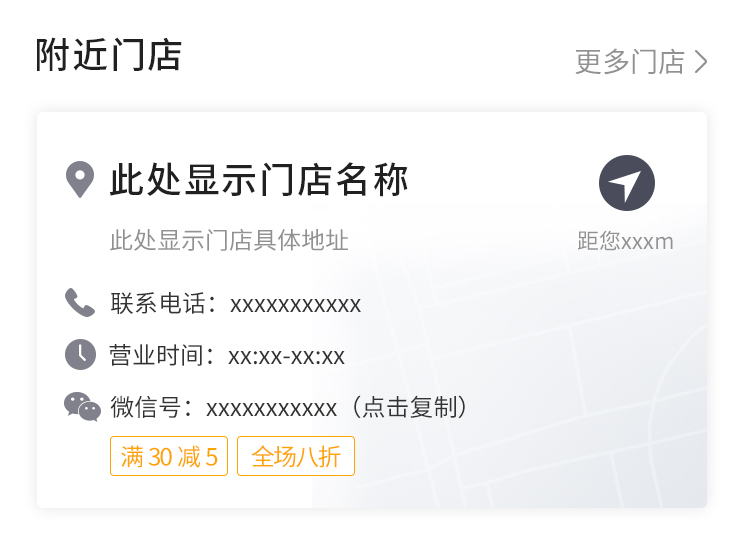 附近门店
更多门店
此处显示门店名称
此处显示门店具体地址
距您xxxm
联系电话：xxxxxxxxxxx
营业时间：xx:xx-xx:xx
微信号：xxxxxxxxxxx（点击复制）
满 30 减 5
全场八折